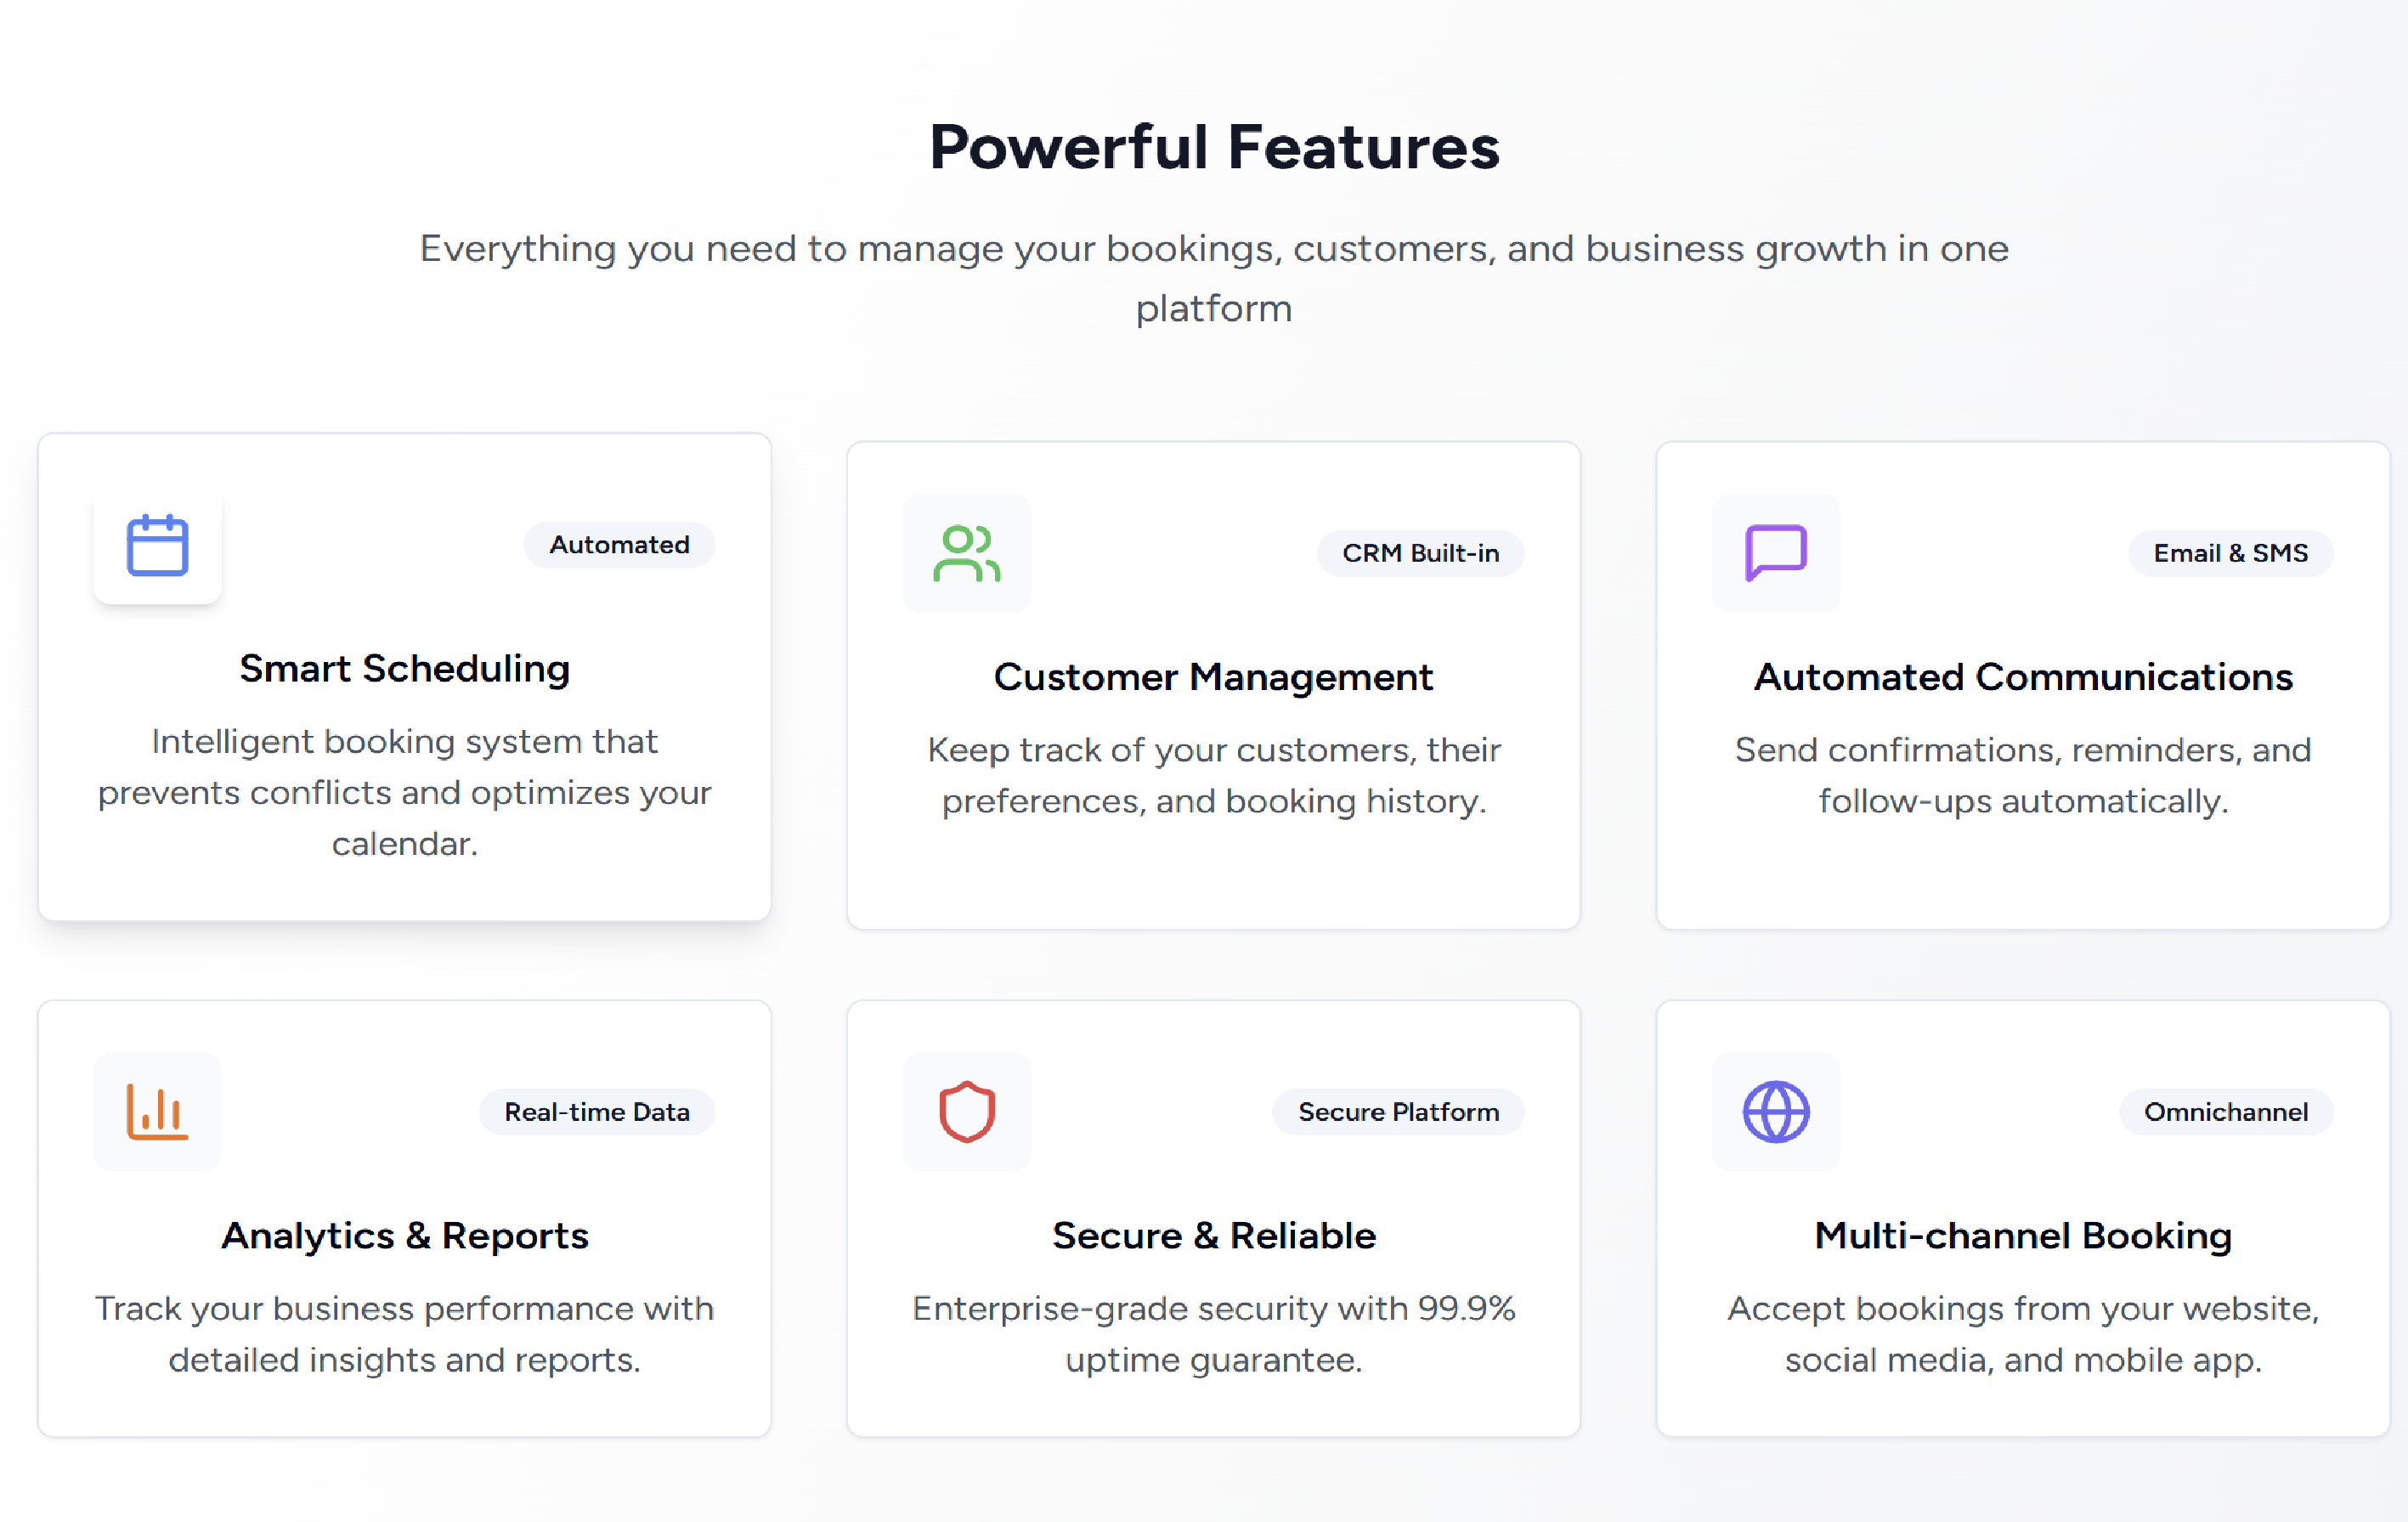 Powerful Features
Everything you need to manage your bookings, customers, and business growth in one
platform
Automated
Smart Scheduling
Intelligent booking system that
prevents conflicts and optimizes your
calendar.
CRM Built-in
Customer Management
Keep track of your customers, their
preferences, and booking history.
Email & SMS
Automated Communications
Send confirmations, reminders, and
follow-ups automatically.
Real-time Data
Analytics & Reports
Track your business performance with
detailed insights and reports.
Secure Platform
Secure & Reliable
Enterprise-grade security with 99.9%
uptime guarantee.
Omnichannel
Multi-channel Booking
Accept bookings from your website,
social media, and mobile app.